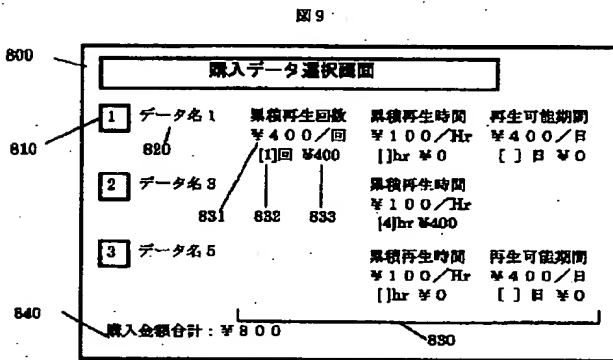 図9
800
購入データ選択画面
810
1 データ名1 累積再生回数 累積再生時間 再生可能期間
820 ¥400/回 ¥100/Hr ¥400/日
[1]回 ¥400 []hr ¥0 [ ]日 ¥0
831 832 833
2 データ名3 累積再生時間
¥100/Hr
[4]hr ¥400
3 データ名5 累積再生時間 再生可能期間
¥100/Hr ¥400/日
[]hr ¥0 [ ]日 ¥0
840
購入金額合計:¥800
830